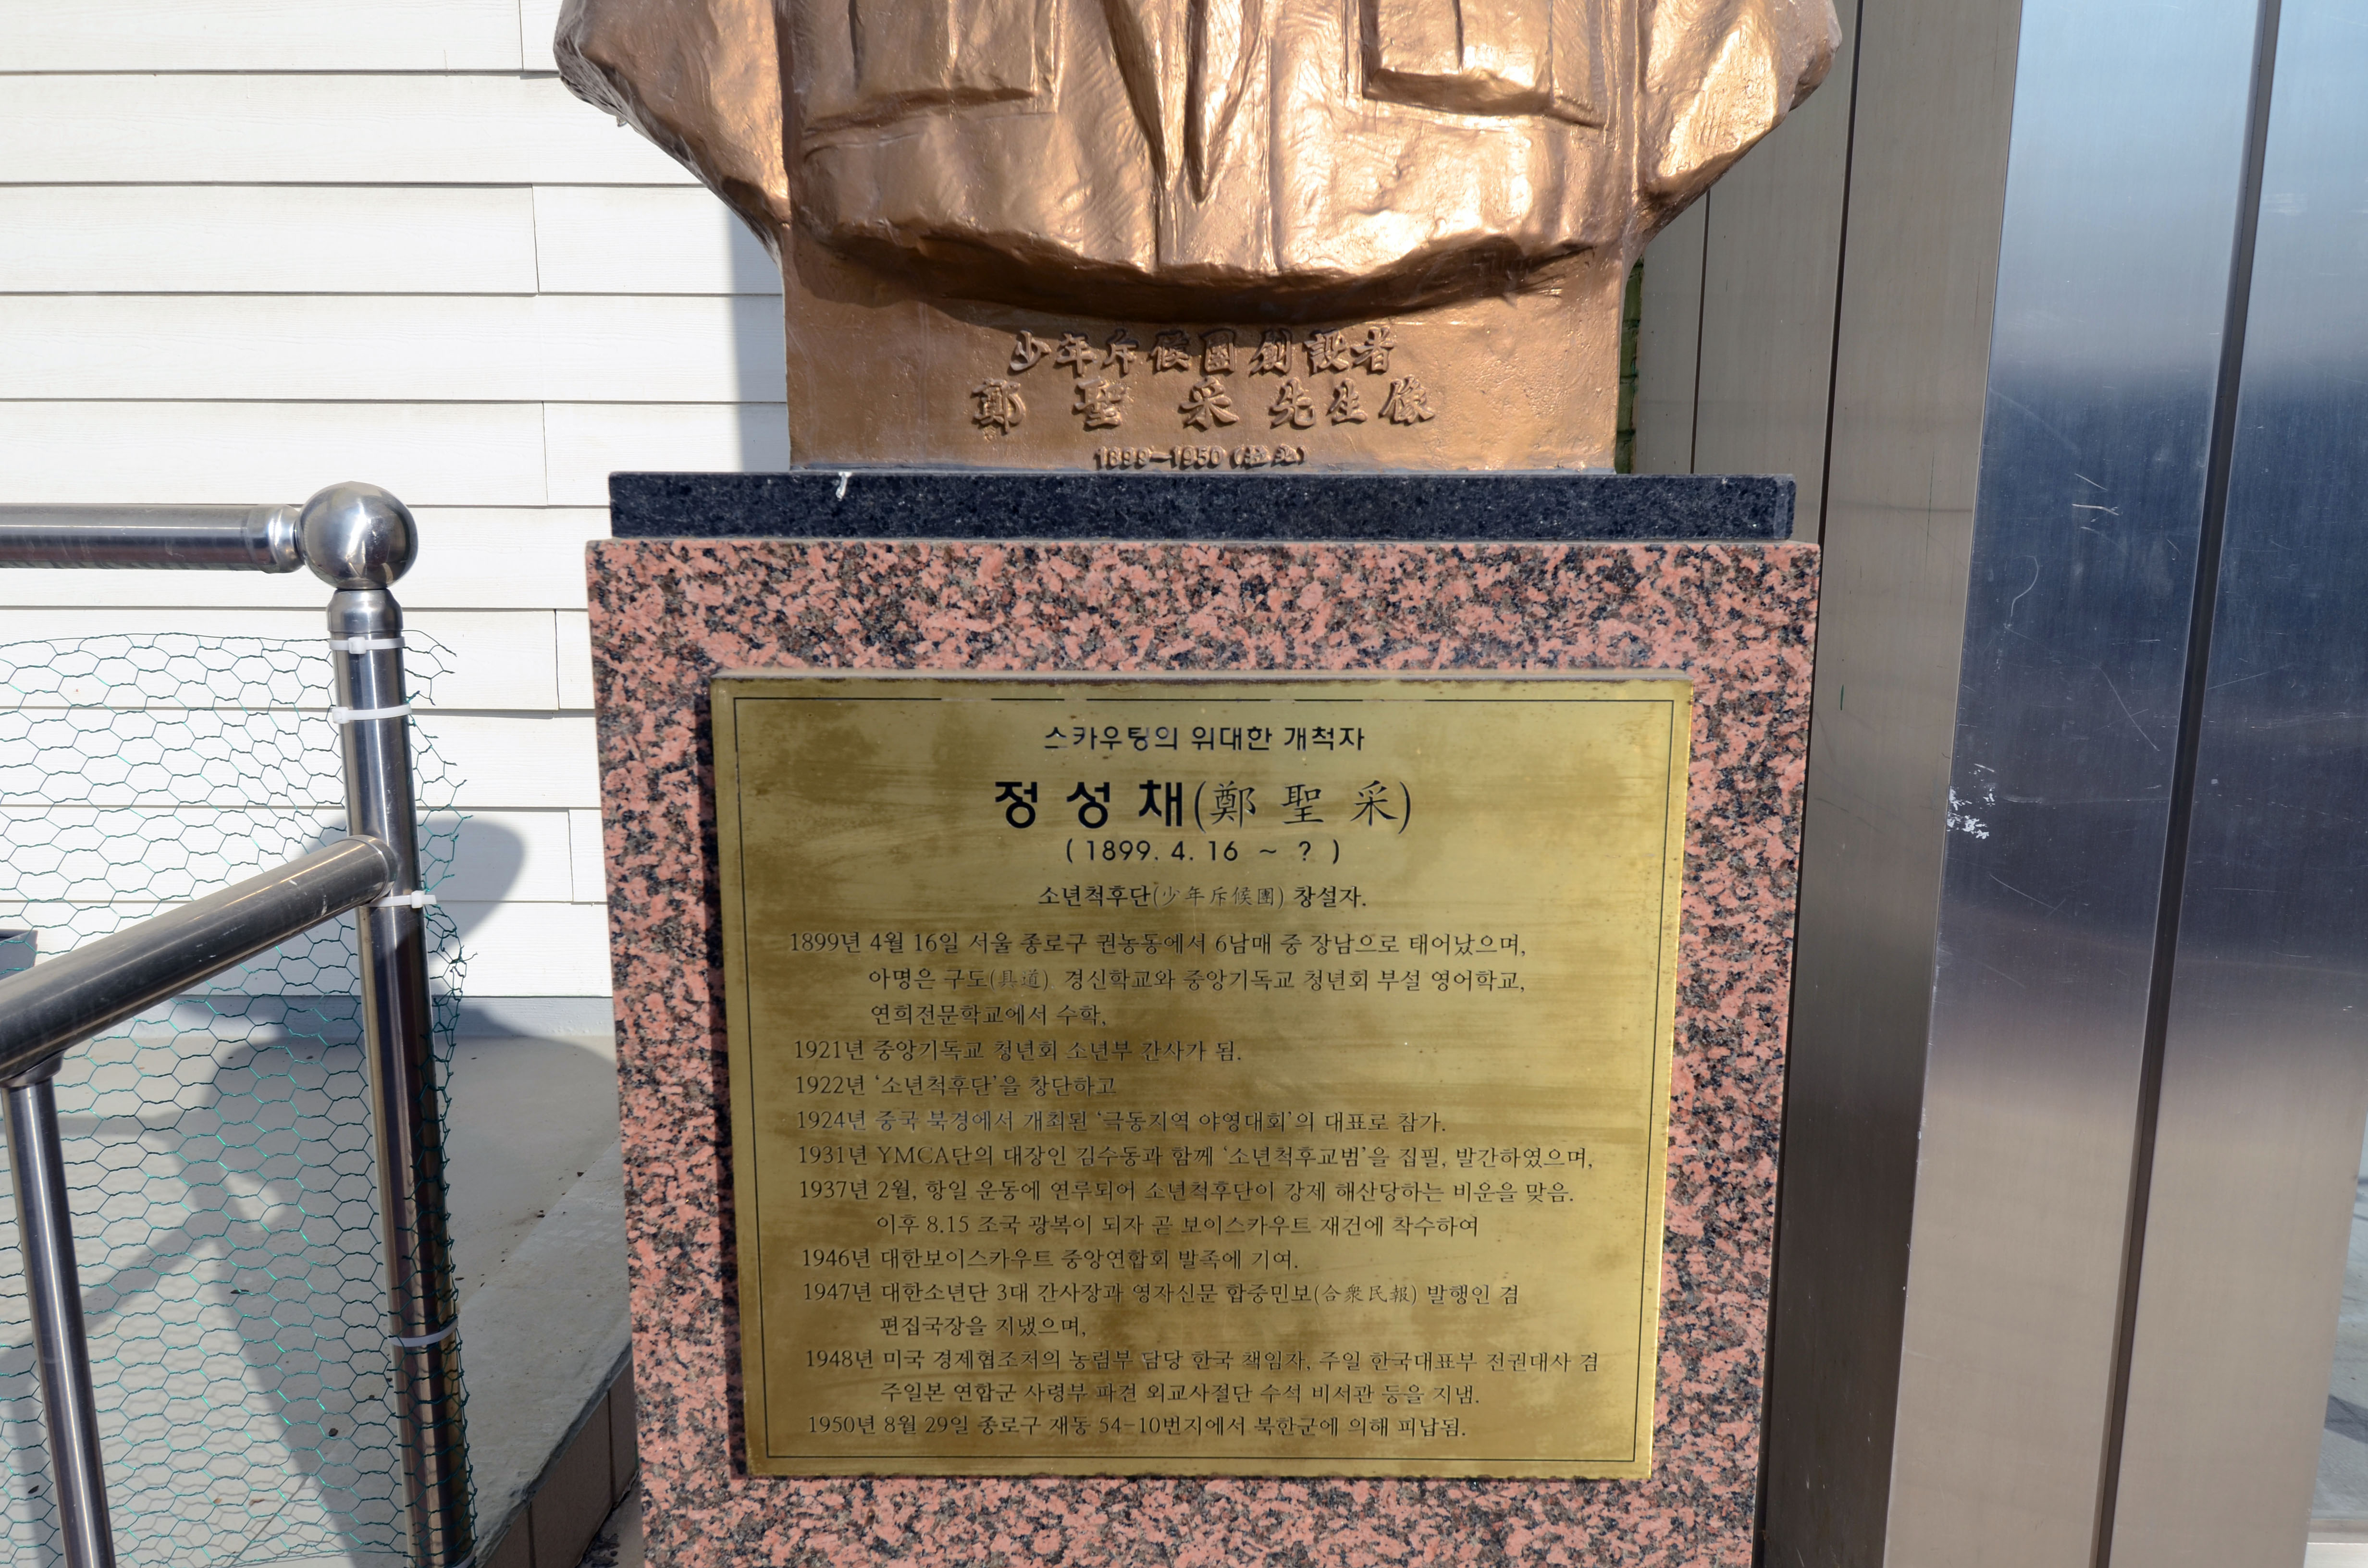 少年斥候團創設者
鄭 聖 采 先生像
1899-1950
스카우팅의 위대한 개척자
정 성 채(鄭 聖 采)
( 1899. 4. 16 ~ ? )
소년척후단(少年斥候團) 창설자.
1899년 4월 16일 서울 종로구 권농동에서 6남매 중 장남으로 태어났으며,
아명은 구도(具道). 경신학교와 중앙기독교 청년회 부설 영어학교,
연희전문학교에서 수학,
1921년 중앙기독교 청년회 소년부 간사가 됨.
1922년 ‘소년척후단’을 창단하고
1924년 중국 북경에서 개최된 ‘극동지역 야영대회’의 대표로 참가.
1931년 YMCA단의 대장인 김수동과 함께 ‘소년척후교범’을 집필, 발간하였으며,
1937년 2월, 항일 운동에 연루되어 소년척후단이 강제 해산당하는 비운을 맞음.
이후 8.15 조국 광복이 되자 곧 보이스카우트 재건에 착수하여
1946년 대한보이스카우트 중앙연합회 발족에 기여.
1947년 대한소년단 3대 간사장과 영자신문 합중민보(合衆民報) 발행인 겸
편집국장을 지냈으며,
1948년 미국 경제협조처의 농림부 담당 한국 책임자, 주일 한국대표부 전권대사 겸
주일본 연합군 사령부 파견 외교사절단 수석 비서관 등을 지냄.
1950년 8월 29일 종로구 재동 54-10번지에서 북한군에 의해 피납됨.